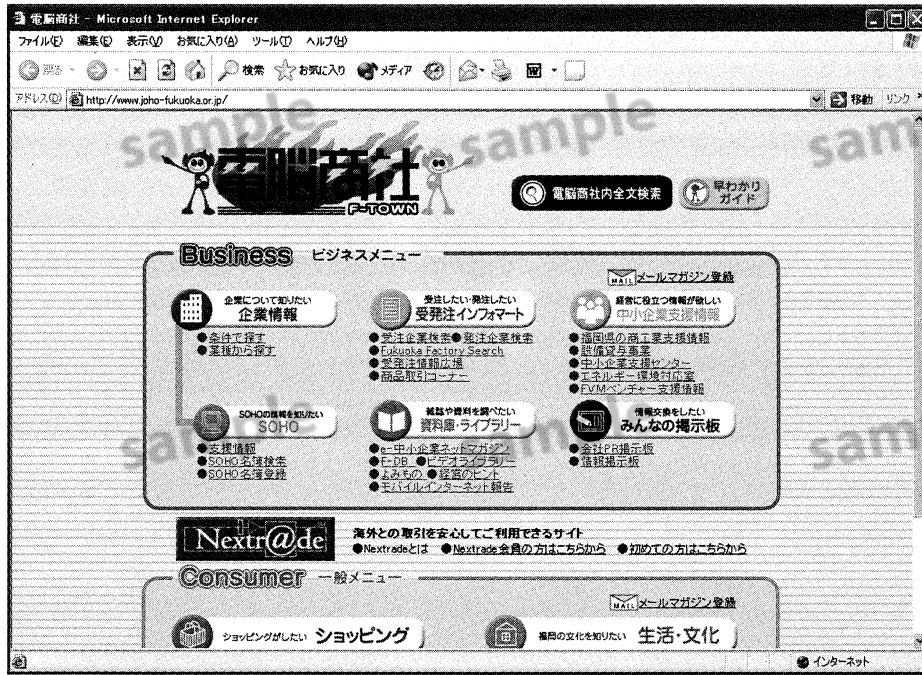 電脳商社 - Microsoft Internet Explorer
ファイル(F) 編集(E) 表示(V) お気に入り(A) ツール(T) ヘルプ(H)
戻る 検索 お気に入り メディア
アドレス(D) http://www.joho-fukuoka.or.jp/ 移動 リンク
sample sample sam
電脳商社
F-TOWN
電脳商社内全文検索 早わかりガイド
Business ビジネスメニュー
MAIL メールマガジン登録
企業について知りたい 受注したい・発注したい 経営に役立つ情報が欲しい
企業情報 受発注インフォマート 中小企業支援情報
●条件で探す ●受注企業検索●発注企業検索 ●福岡県の商工業支援情報
●業種から探す ●Fukuoka Factory Search ●設備貸与事業
●受発注情報広場 ●中小企業支援センター
●商品取引コーナー ●エネルギー環境対応室
●FVMベンチャー支援情報
SOHOの情報を知りたい 雑誌や資料を調べたい 情報交換をしたい
SOHO 資料庫・ライブラリー みんなの掲示板
sample sample sam
●支援情報 ●e-中小企業ネットマガジン ●会社PR掲示板
●SOHO名簿検索 ●F-DB ●ビデオライブラリー ●情報掲示板
●SOHO名簿登録 ●よみもの ●経営のヒント
●モバイルインターネット報告
Nextr@de 海外との取引を安心してご利用できるサイト
●Nextradeとは ●Nextrade会員の方はこちらから ●初めての方はこちらから
Consumer 一般メニュー
MAIL メールマガジン登録
ショッピングがしたい ショッピング 福岡の文化を知りたい 生活・文化
インターネット